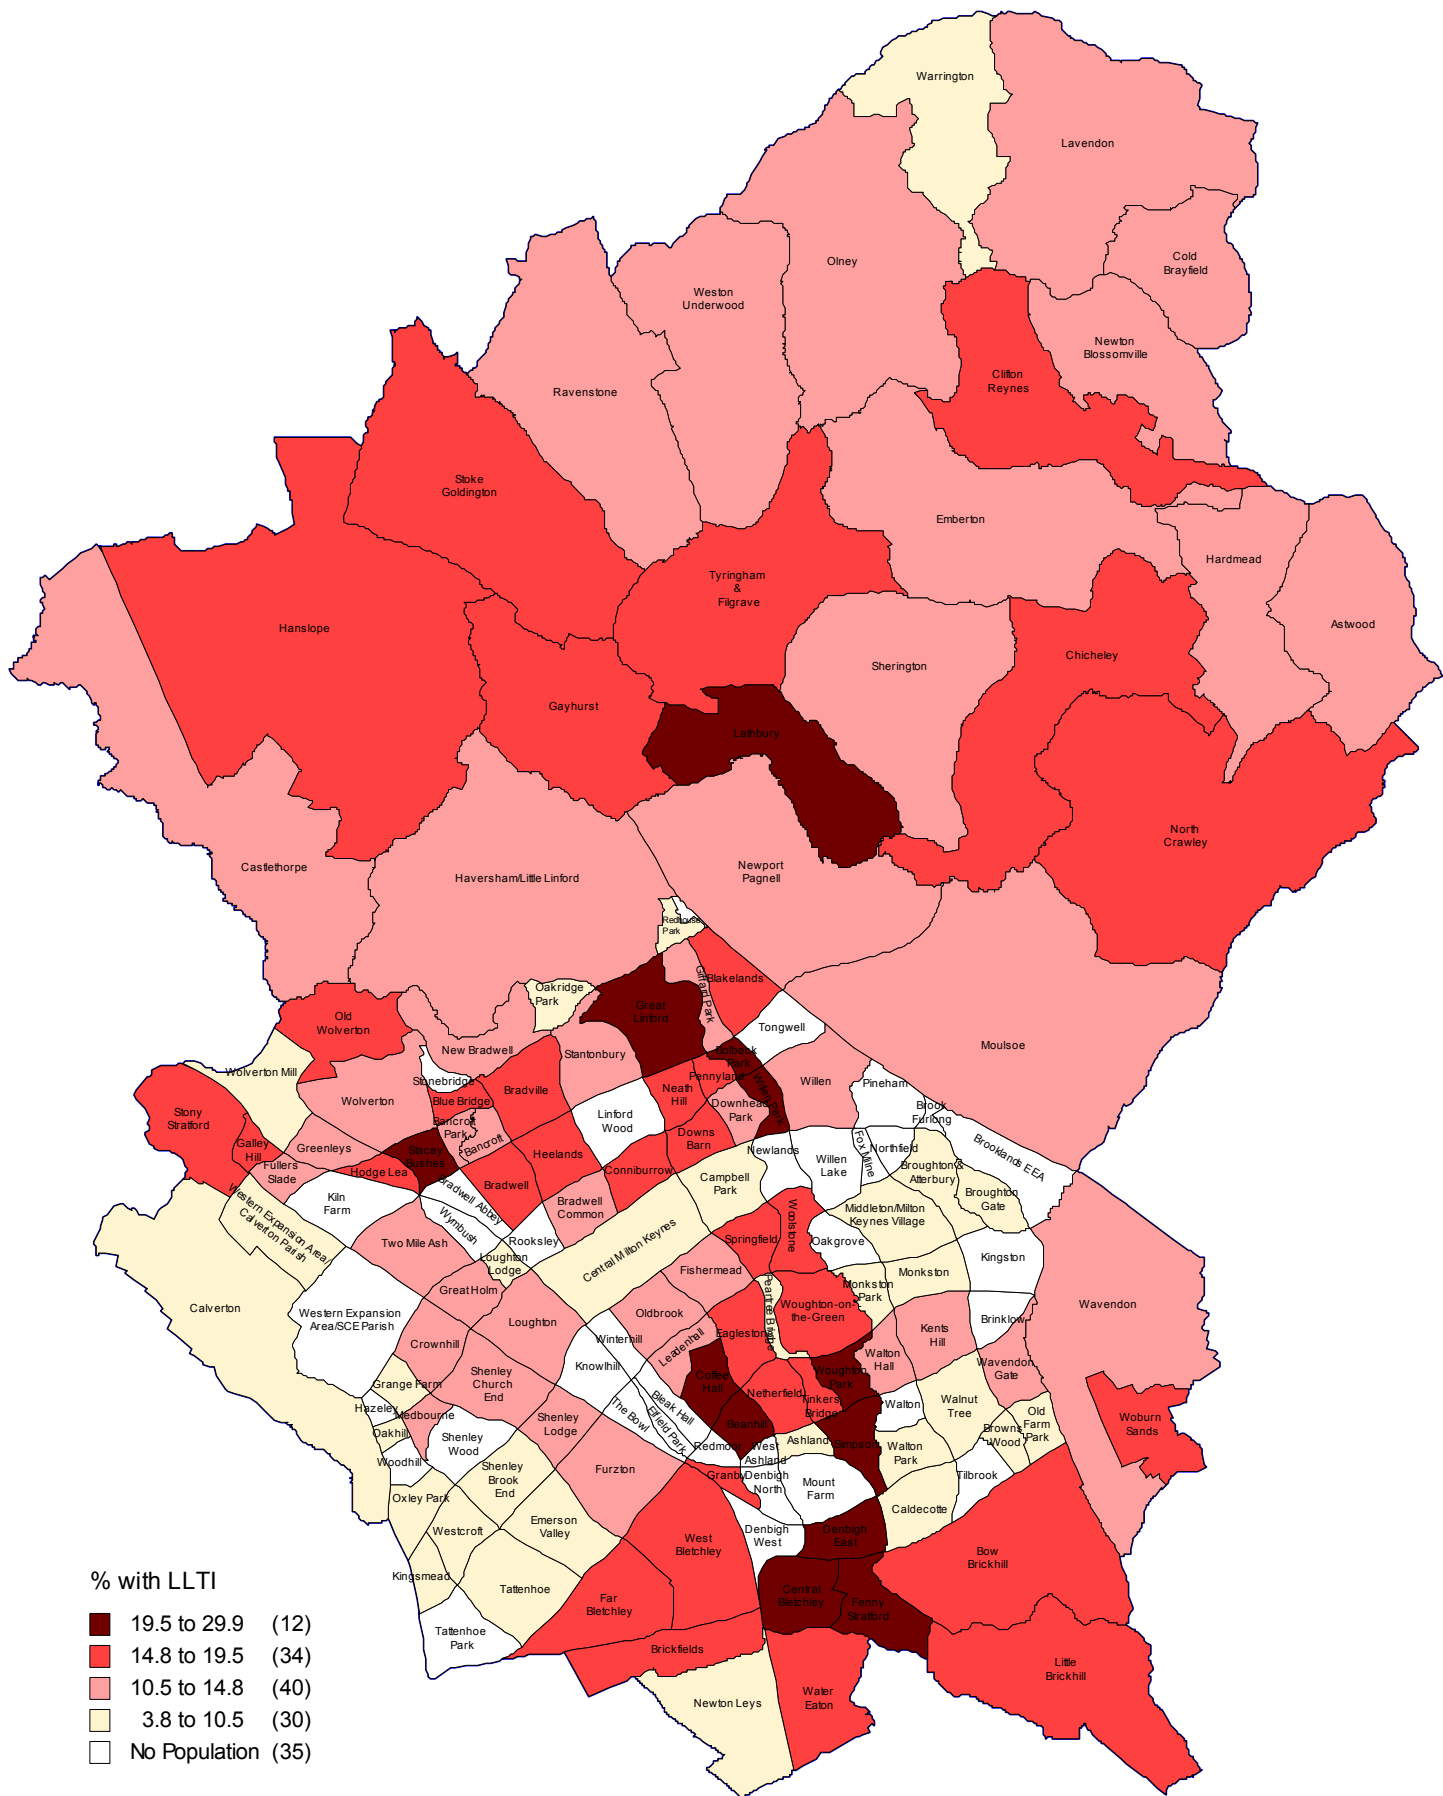 Warrington
Lavendon
Cold
Brayfield
Olney
Weston
Underwood
Newton
Blossomville
Clifton
Reynes
Ravenstone
Stoke
Goldington
Emberton
Hardmead
Tyringham
&
Filgrave
Astwood
Hanslope
Chicheley
Sherington
Gayhurst
Lathbury
North
Crawley
Newport
Pagnell
Castlethorpe
Haversham/Little Linford
Redhouse
Park
Blakelands
Giffard Park
Oakridge
Park
Great
Linford
Old
Wolverton
Tongwell
Moulsoe
New Bradwell
Stantonbury
Bolbeck
Park
Wolverton Mill
Stonebridge
Pennyland
Willen Park
Willen
Pineham
Bradville
Neath
Hill
Wolverton
Blue Bridge
Downhead
Park
Brook
Furlong
Stony
Stratford
Linford
Wood
Bancroft
Park
Downs
Barn
Galley
Hill
Greenleys
Stacey
Bushes
Bancroft
Heelands
Newlands
Willen
Lake
Fox Milne
Northfield
Brooklands EEA
Fullers
Slade
Hodge Lea
Conniburrow
Campbell
Park
Broughton &
Atterbury
Bradwell Abbey
Bradwell
Kiln
Farm
Bradwell
Common
Broughton
Gate
Middleton/Milton
Keynes Village
Western Expansion Area/
Calverton Parish
Wymbush
Woolstone
Two Mile Ash
Rooksley
Springfield
Oakgrove
Central Milton Keynes
Loughton
Lodge
Kingston
Fishermead
Monkston
Great Holm
Peartree Bridge
Monkston
Park
Calverton
Wavendon
Western Expansion
Area/SCE Parish
Woughton-on-
the-Green
Loughton
Oldbrook
Brinklow
Kents
Hill
Eaglestone
Winterhill
Crownhill
Leadenhall
Walton
Hall
Knowlhill
Wavendon
Gate
Shenley
Church
End
Coffee
Hall
Woughton
Park
Grange Farm
Netherfield
Tinkers
Bridge
Bleak Hall
Walton
Walnut
Tree
Hazeley
Medbourne
The Bowl
Elfield Park
Old
Farm
Park
Woburn
Sands
Shenley
Lodge
Beanhill
Browns
Wood
Oakhill
Shenley
Wood
Redmoor
West
Ashland
Ashland
Simpson
Walton
Park
Woodhill
Shenley
Brook
End
Furzton
Granby
Denbigh
North
Mount
Farm
Tilbrook
Oxley Park
Caldecotte
Emerson
Valley
Westcroft
Denbigh
West
Denbigh
East
West
Bletchley
Bow
Brickhill
Kingsmead
Tattenhoe
Far
Bletchley
Central
Bletchley
Fenny
Stratford
Tattenhoe
Park
Brickfields
Little
Brickhill
Newton Leys
Water
Eaton
% with LLTI
19.5 to 29.9 (12)
14.8 to 19.5 (34)
10.5 to 14.8 (40)
3.8 to 10.5 (30)
No Population (35)
Bradwell